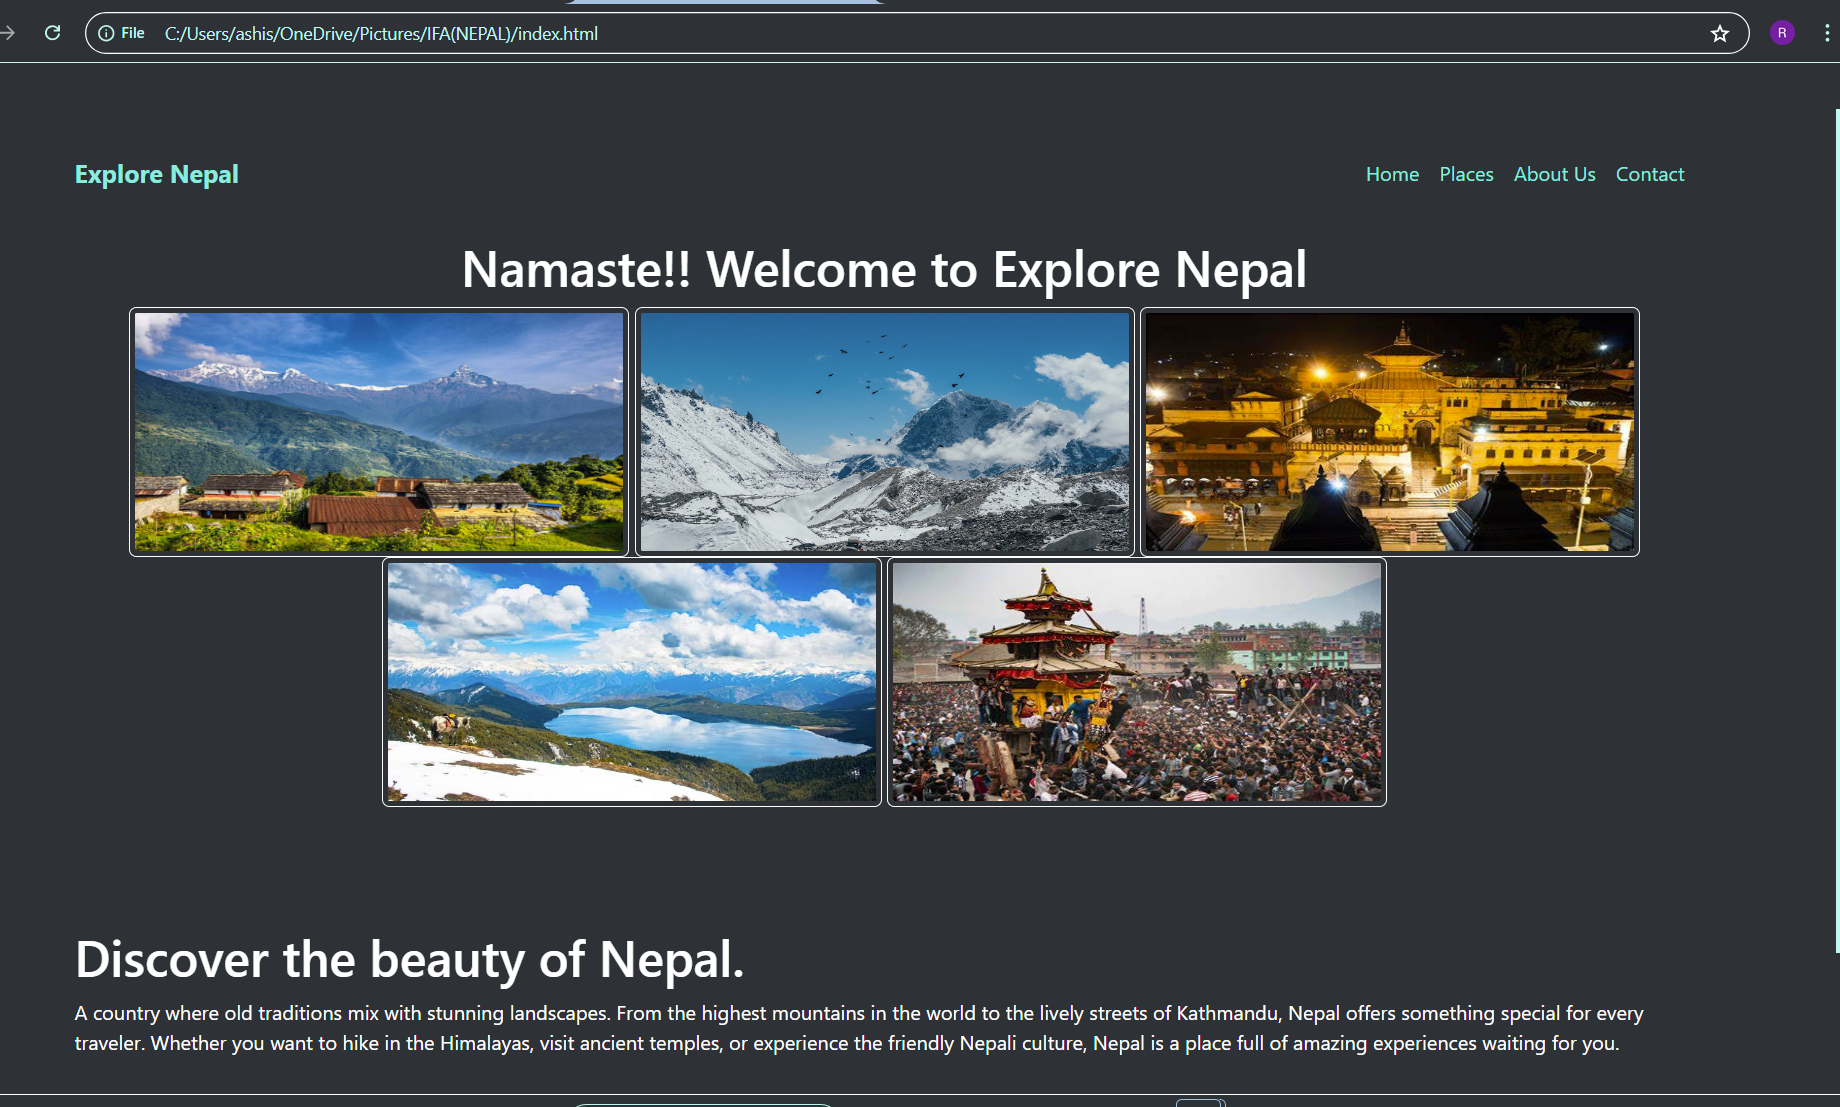 File C:/Users/ashis/OneDrive/Pictures/IFA(NEPAL)/index.html
R
Explore Nepal
Home Places About Us Contact
Namaste!! Welcome to Explore Nepal
Discover the beauty of Nepal.
A country where old traditions mix with stunning landscapes. From the highest mountains in the world to the lively streets of Kathmandu, Nepal offers something special for every
traveler. Whether you want to hike in the Himalayas, visit ancient temples, or experience the friendly Nepali culture, Nepal is a place full of amazing experiences waiting for you.